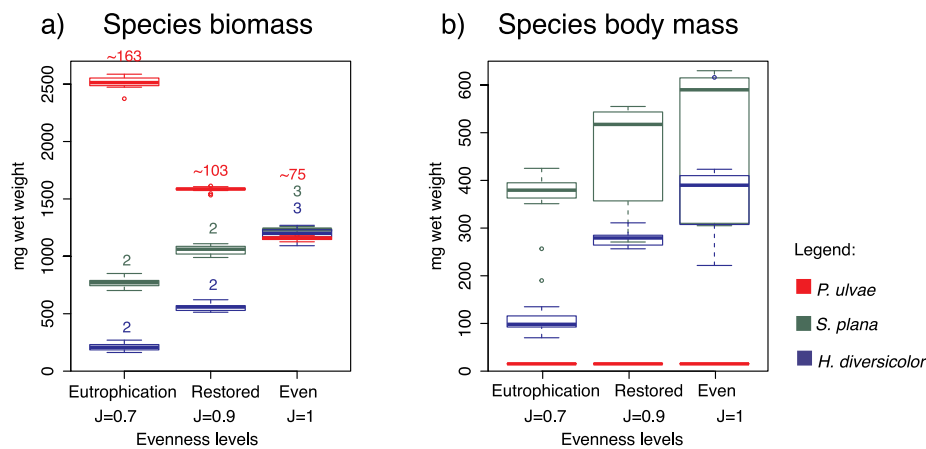 a) Species biomass
b) Species body mass
mg wet weight
0 500 1000 1500 2000 2500
~163
2
2
~103
2
2
~75
3
3
Eutrophication Restored Even
J=0.7 J=0.9 J=1
Evenness levels
mg wet weight
0 100 200 300 400 500 600
Eutrophication Restored Even
J=0.7 J=0.9 J=1
Evenness levels
Legend:
P. ulvae
S. plana
H. diversicolor